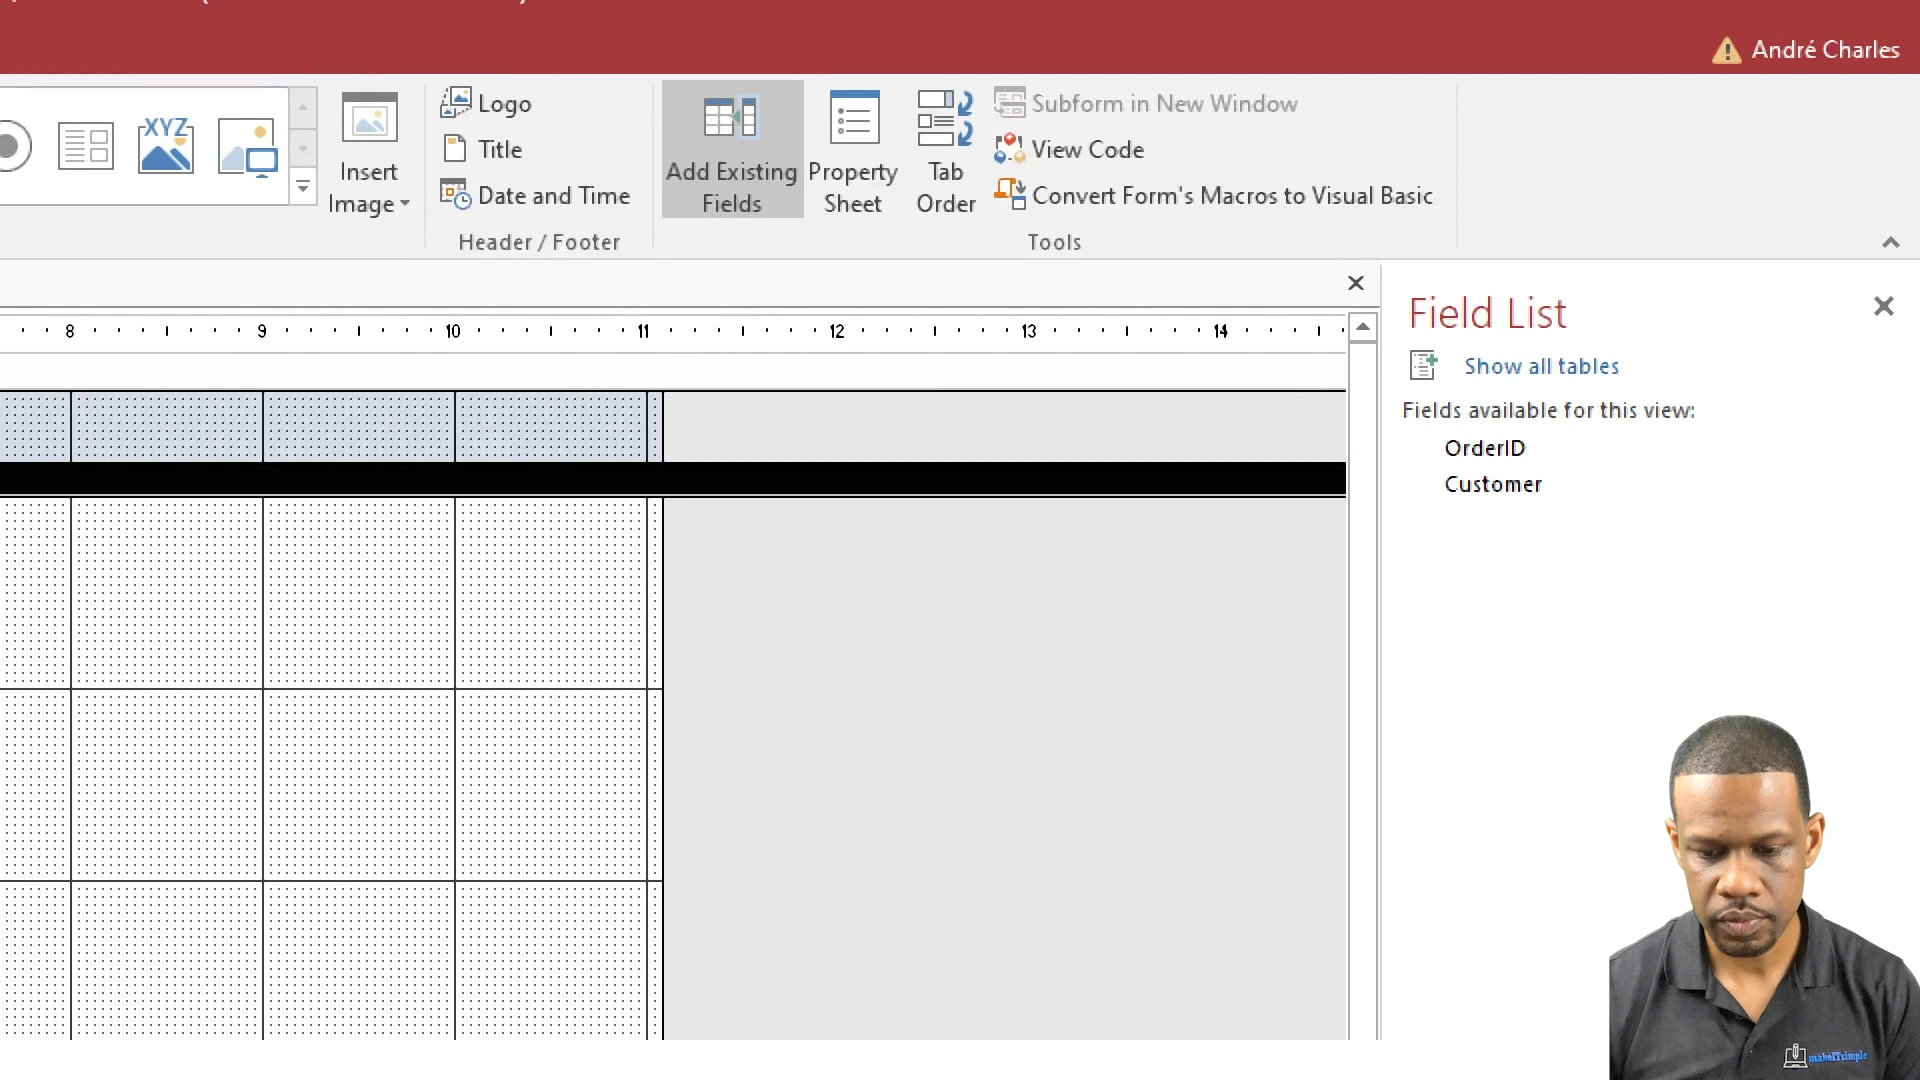 André Charles
XYZ
Insert
Image
Logo
Title
Date and Time
Header / Footer
Add Existing
Fields
Property
Sheet
Tab
Order
Subform in New Window
View Code
Convert Form's Macros to Visual Basic
Tools
8 9 10 11 12 13 14
Field List
Show all tables
Fields available for this view:
OrderID
Customer
makeITsimple